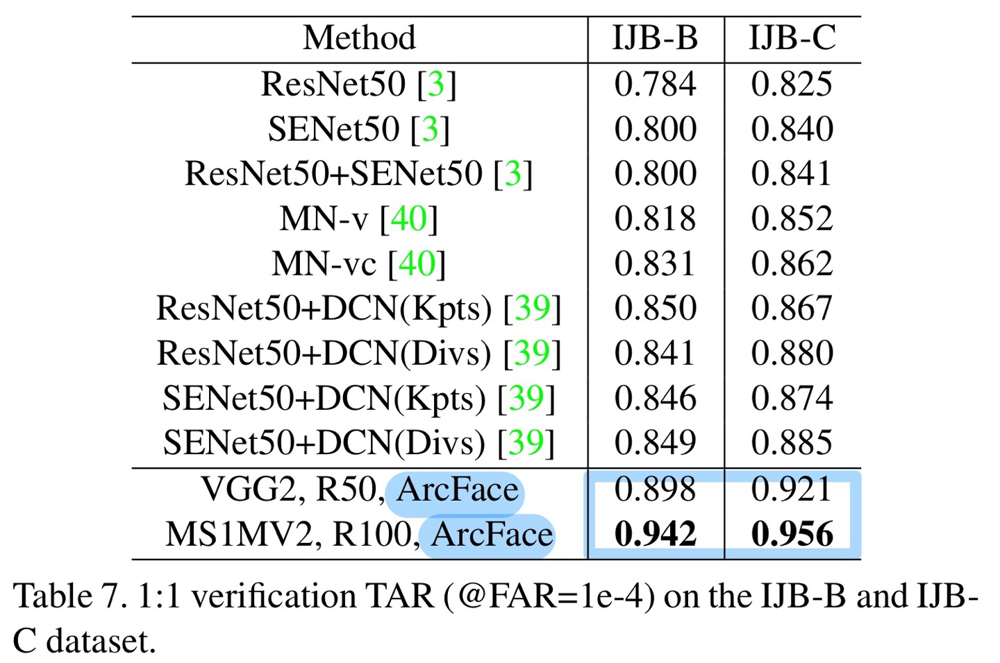 Method IJB-B IJB-C
ResNet50 [3] 0.784 0.825
SENet50 [3] 0.800 0.840
ResNet50+SENet50 [3] 0.800 0.841
MN-v [40] 0.818 0.852
MN-vc [40] 0.831 0.862
ResNet50+DCN(Kpts) [39] 0.850 0.867
ResNet50+DCN(Divs) [39] 0.841 0.880
SENet50+DCN(Kpts) [39] 0.846 0.874
SENet50+DCN(Divs) [39] 0.849 0.885
VGG2, R50, ArcFace 0.898 0.921
MS1MV2, R100, ArcFace 0.942 0.956
Table 7. 1:1 verification TAR (@FAR=1e-4) on the IJB-B and IJB-
C dataset.